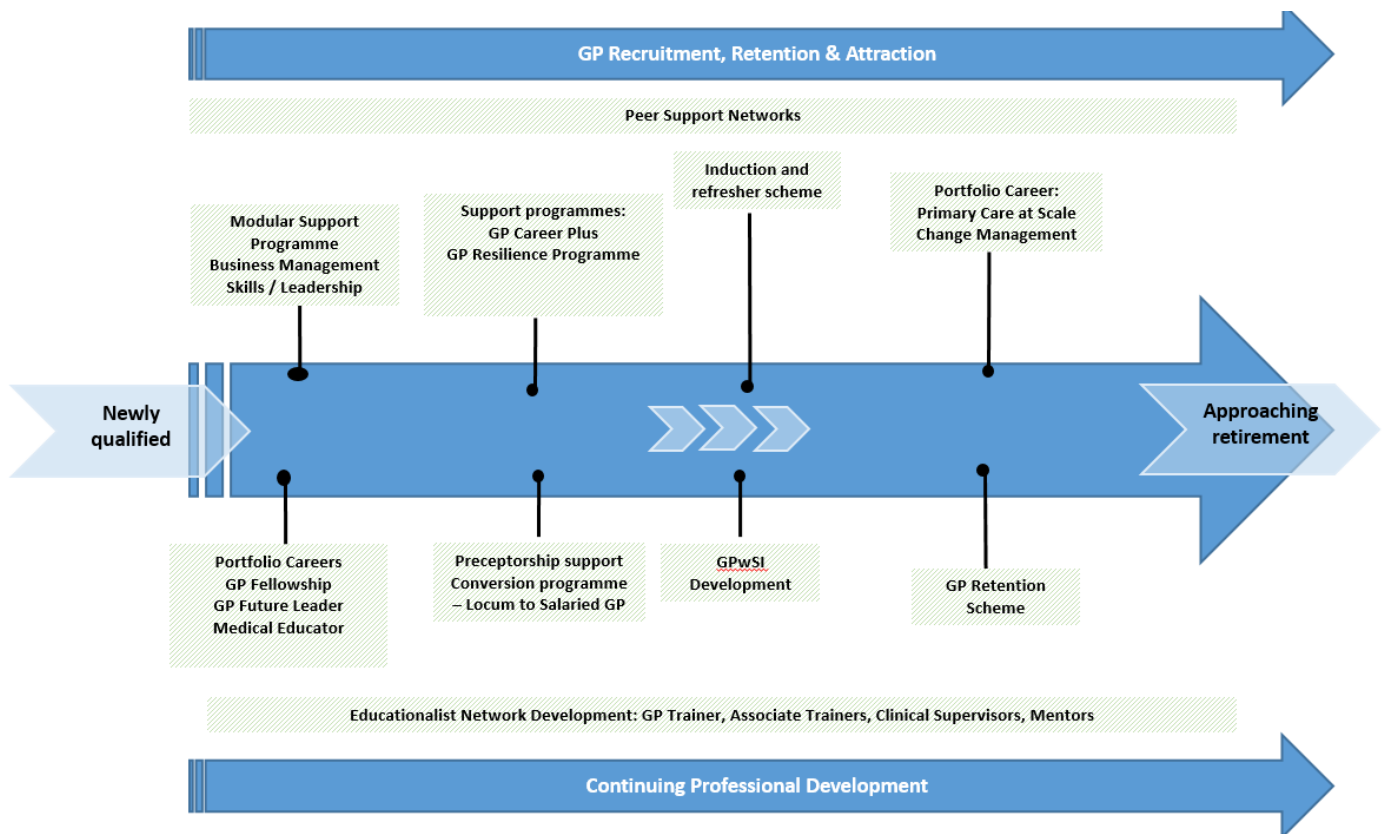 GP Recruitment, Retention & Attraction
Peer Support Networks
Modular Support
Programme
Business Management
Skills / Leadership
Support programmes:
GP Career Plus
GP Resilience Programme
Induction and
refresher scheme
Portfolio Career:
Primary Care at Scale
Change Management
Newly
qualified
Approaching
retirement
Portfolio Careers
GP Fellowship
GP Future Leader
Medical Educator
Preceptorship support
Conversion programme
– Locum to Salaried GP
GPwSI
Development
GP Retention
Scheme
Educationalist Network Development: GP Trainer, Associate Trainers, Clinical Supervisors, Mentors
Continuing Professional Development